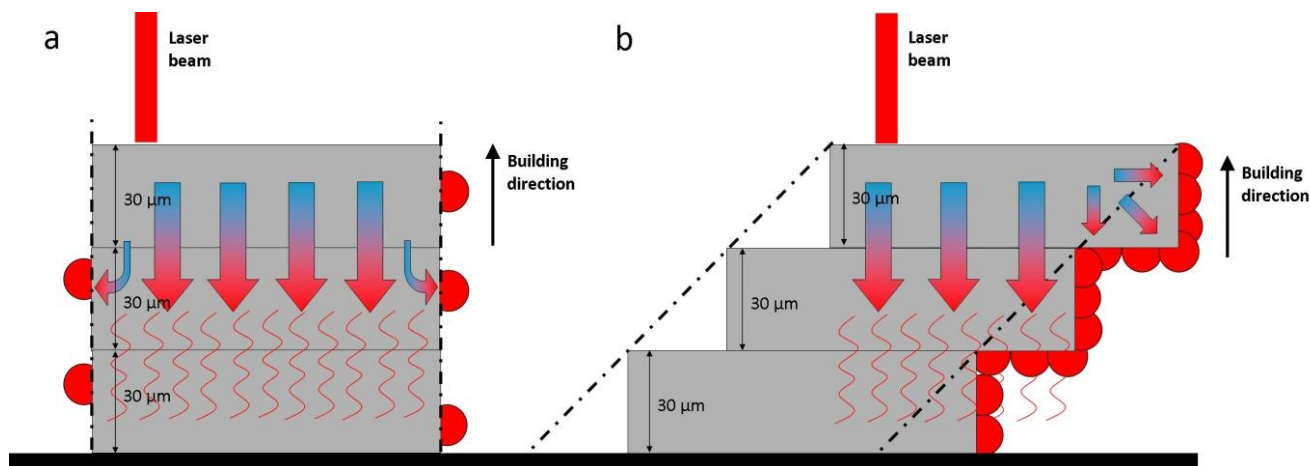 a
Laser
beam
Building
direction
30 µm
30 µm
30 µm
b
Laser
beam
Building
direction
30 µm
30 µm
30 µm